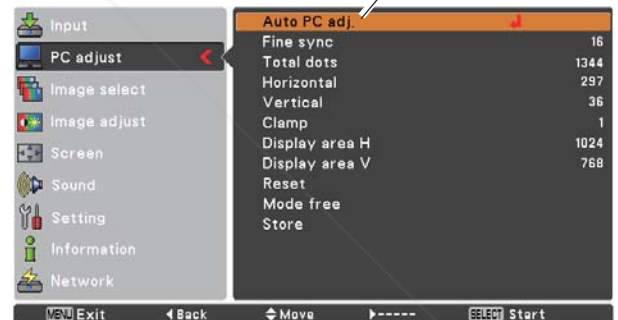 Input
PC adjust
Image select
Image adjust
Screen
Sound
Setting
Information
Network
Auto PC adj.
Fine sync 16
Total dots 1344
Horizontal 297
Vertical 36
Clamp 1
Display area H 1024
Display area V 768
Reset
Mode free
Store
MENU Exit ◀Back ◆Move ▶----- SELECT Start